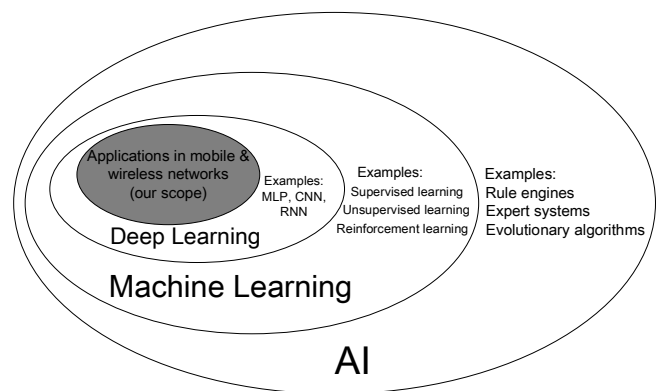 Applications in mobile &
wireless networks
(our scope)
Examples:
MLP, CNN,
RNN
Deep Learning
Examples:
Supervised learning
Unsupervised learning
Reinforcement learning
Machine Learning
Examples:
Rule engines
Expert systems
Evolutionary algorithms
AI